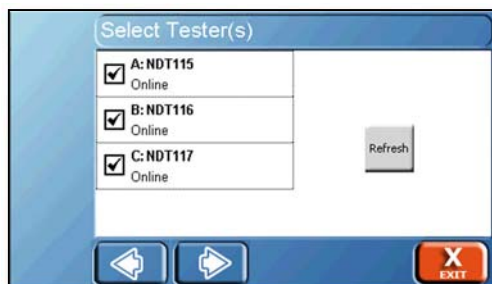 Select Tester(s)
A: NDT115
Online
B: NDT116
Online
C: NDT117
Online
Refresh
X
EXIT